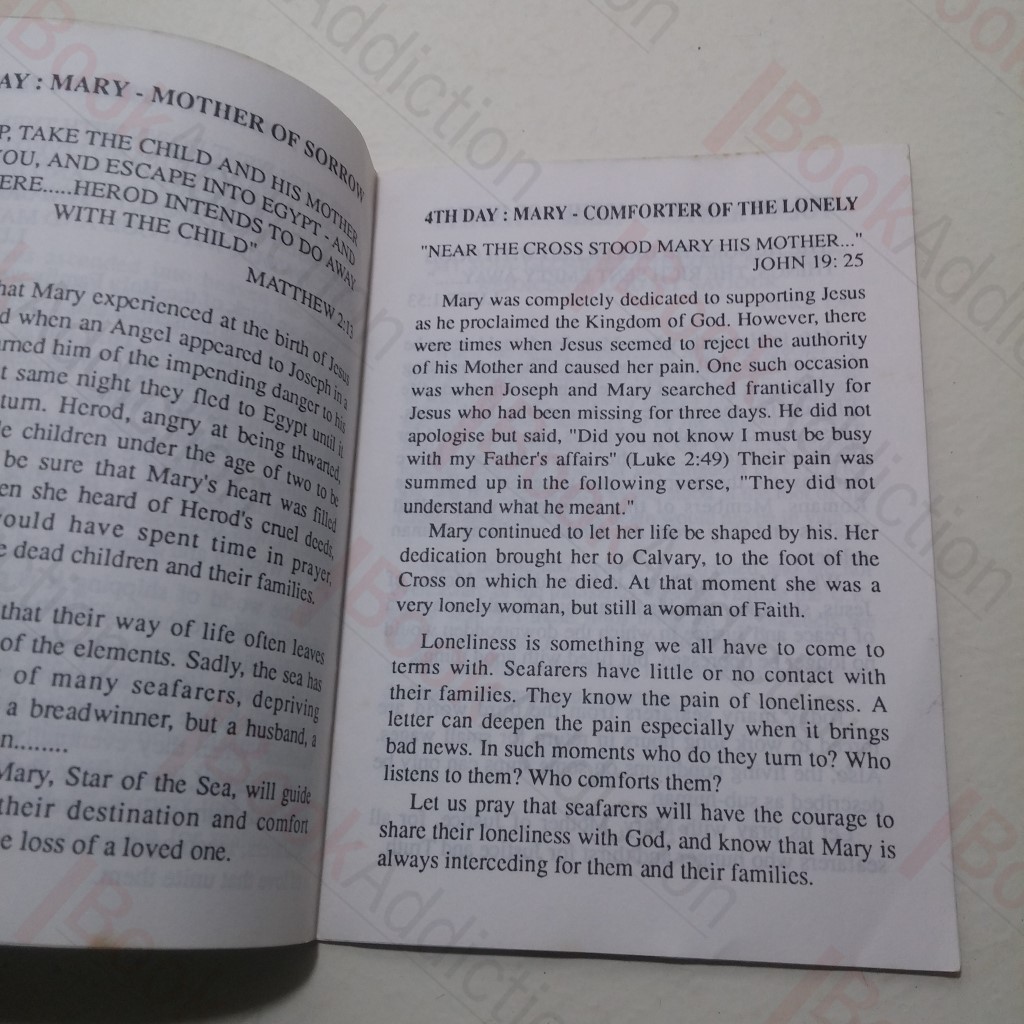 AY : MARY - MOTHER OF SORROW
P, TAKE THE CHILD AND HIS MOTHER
YOU, AND ESCAPE INTO EGYPT - AND
ERE.....HEROD INTENDS TO DO AWAY
WITH THE CHILD"
MATTHEW 2:13
hat Mary experienced at the birth of Jesus
d when an Angel appeared to Joseph in a
arned him of the impending danger to his
t same night they fled to Egypt until it
turn. Herod, angry at being thwarted,
le children under the age of two to be
be sure that Mary's heart was filled
en she heard of Herod's cruel deeds,
ould have spent time in prayer,
e dead children and their families.
that their way of life often leaves
of the elements. Sadly, the sea has
of many seafarers, depriving
a breadwinner, but a husband, a
n........
Mary, Star of the Sea, will guide
their destination and comfort
e loss of a loved one.
4TH DAY : MARY - COMFORTER OF THE LONELY
"NEAR THE CROSS STOOD MARY HIS MOTHER..."
JOHN 19: 25
Mary was completely dedicated to supporting Jesus
as he proclaimed the Kingdom of God. However, there
were times when Jesus seemed to reject the authority
of his Mother and caused her pain. One such occasion
was when Joseph and Mary searched frantically for
Jesus who had been missing for three days. He did not
apologise but said, "Did you not know I must be busy
with my Father's affairs" (Luke 2:49) Their pain was
summed up in the following verse, "They did not
understand what he meant."
Mary continued to let her life be shaped by his. Her
dedication brought her to Calvary, to the foot of the
Cross on which he died. At that moment she was a
very lonely woman, but still a woman of Faith.
Loneliness is something we all have to come to
terms with. Seafarers have little or no contact with
their families. They know the pain of loneliness. A
letter can deepen the pain especially when it brings
bad news. In such moments who do they turn to? Who
listens to them? Who comforts them?
Let us pray that seafarers will have the courage to
share their loneliness with God, and know that Mary is
always interceding for them and their families.
BookAddiction